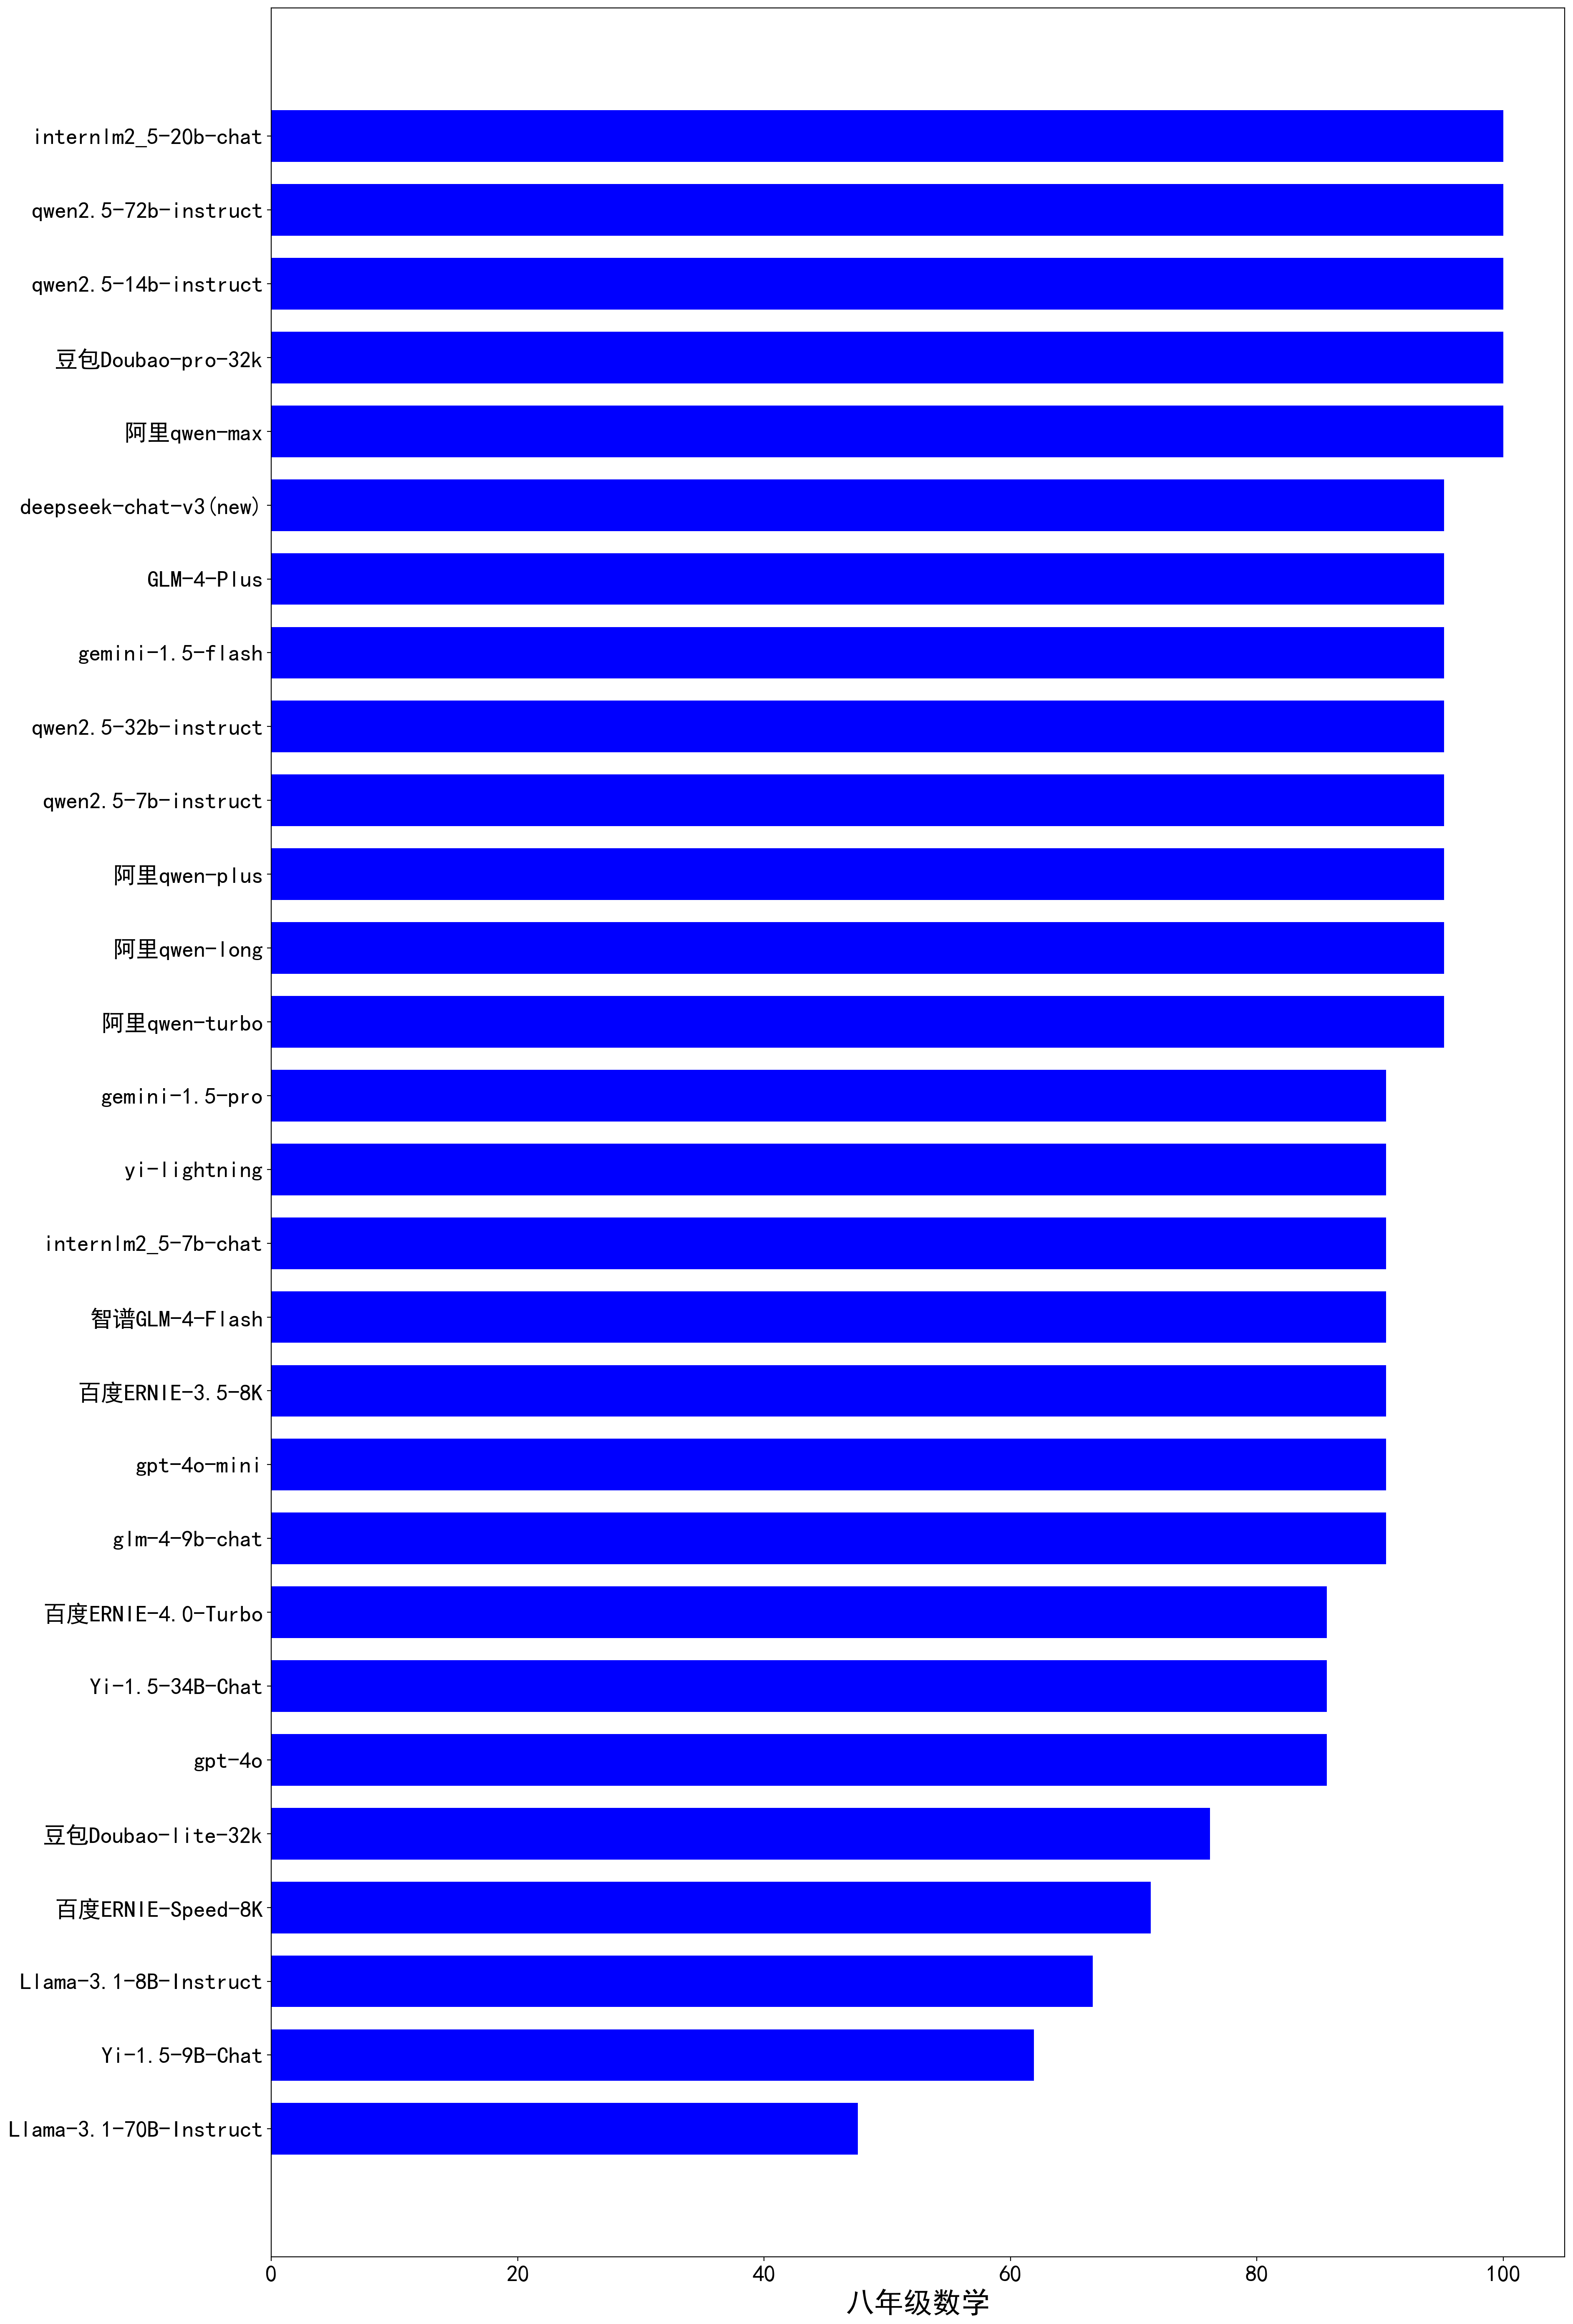 internlm2_5-20b-chat
qwen2.5-72b-instruct
qwen2.5-14b-instruct
豆包Doubao-pro-32k
阿里qwen-max
deepseek-chat-v3(new)
GLM-4-Plus
gemini-1.5-flash
qwen2.5-32b-instruct
qwen2.5-7b-instruct
阿里qwen-plus
阿里qwen-long
阿里qwen-turbo
gemini-1.5-pro
yi-lightning
internlm2_5-7b-chat
智谱GLM-4-Flash
百度ERNIE-3.5-8K
gpt-4o-mini
glm-4-9b-chat
百度ERNIE-4.0-Turbo
Yi-1.5-34B-Chat
gpt-4o
豆包Doubao-lite-32k
百度ERNIE-Speed-8K
Llama-3.1-8B-Instruct
Yi-1.5-9B-Chat
Llama-3.1-70B-Instruct
0 20 40 60 80 100
八年级数学